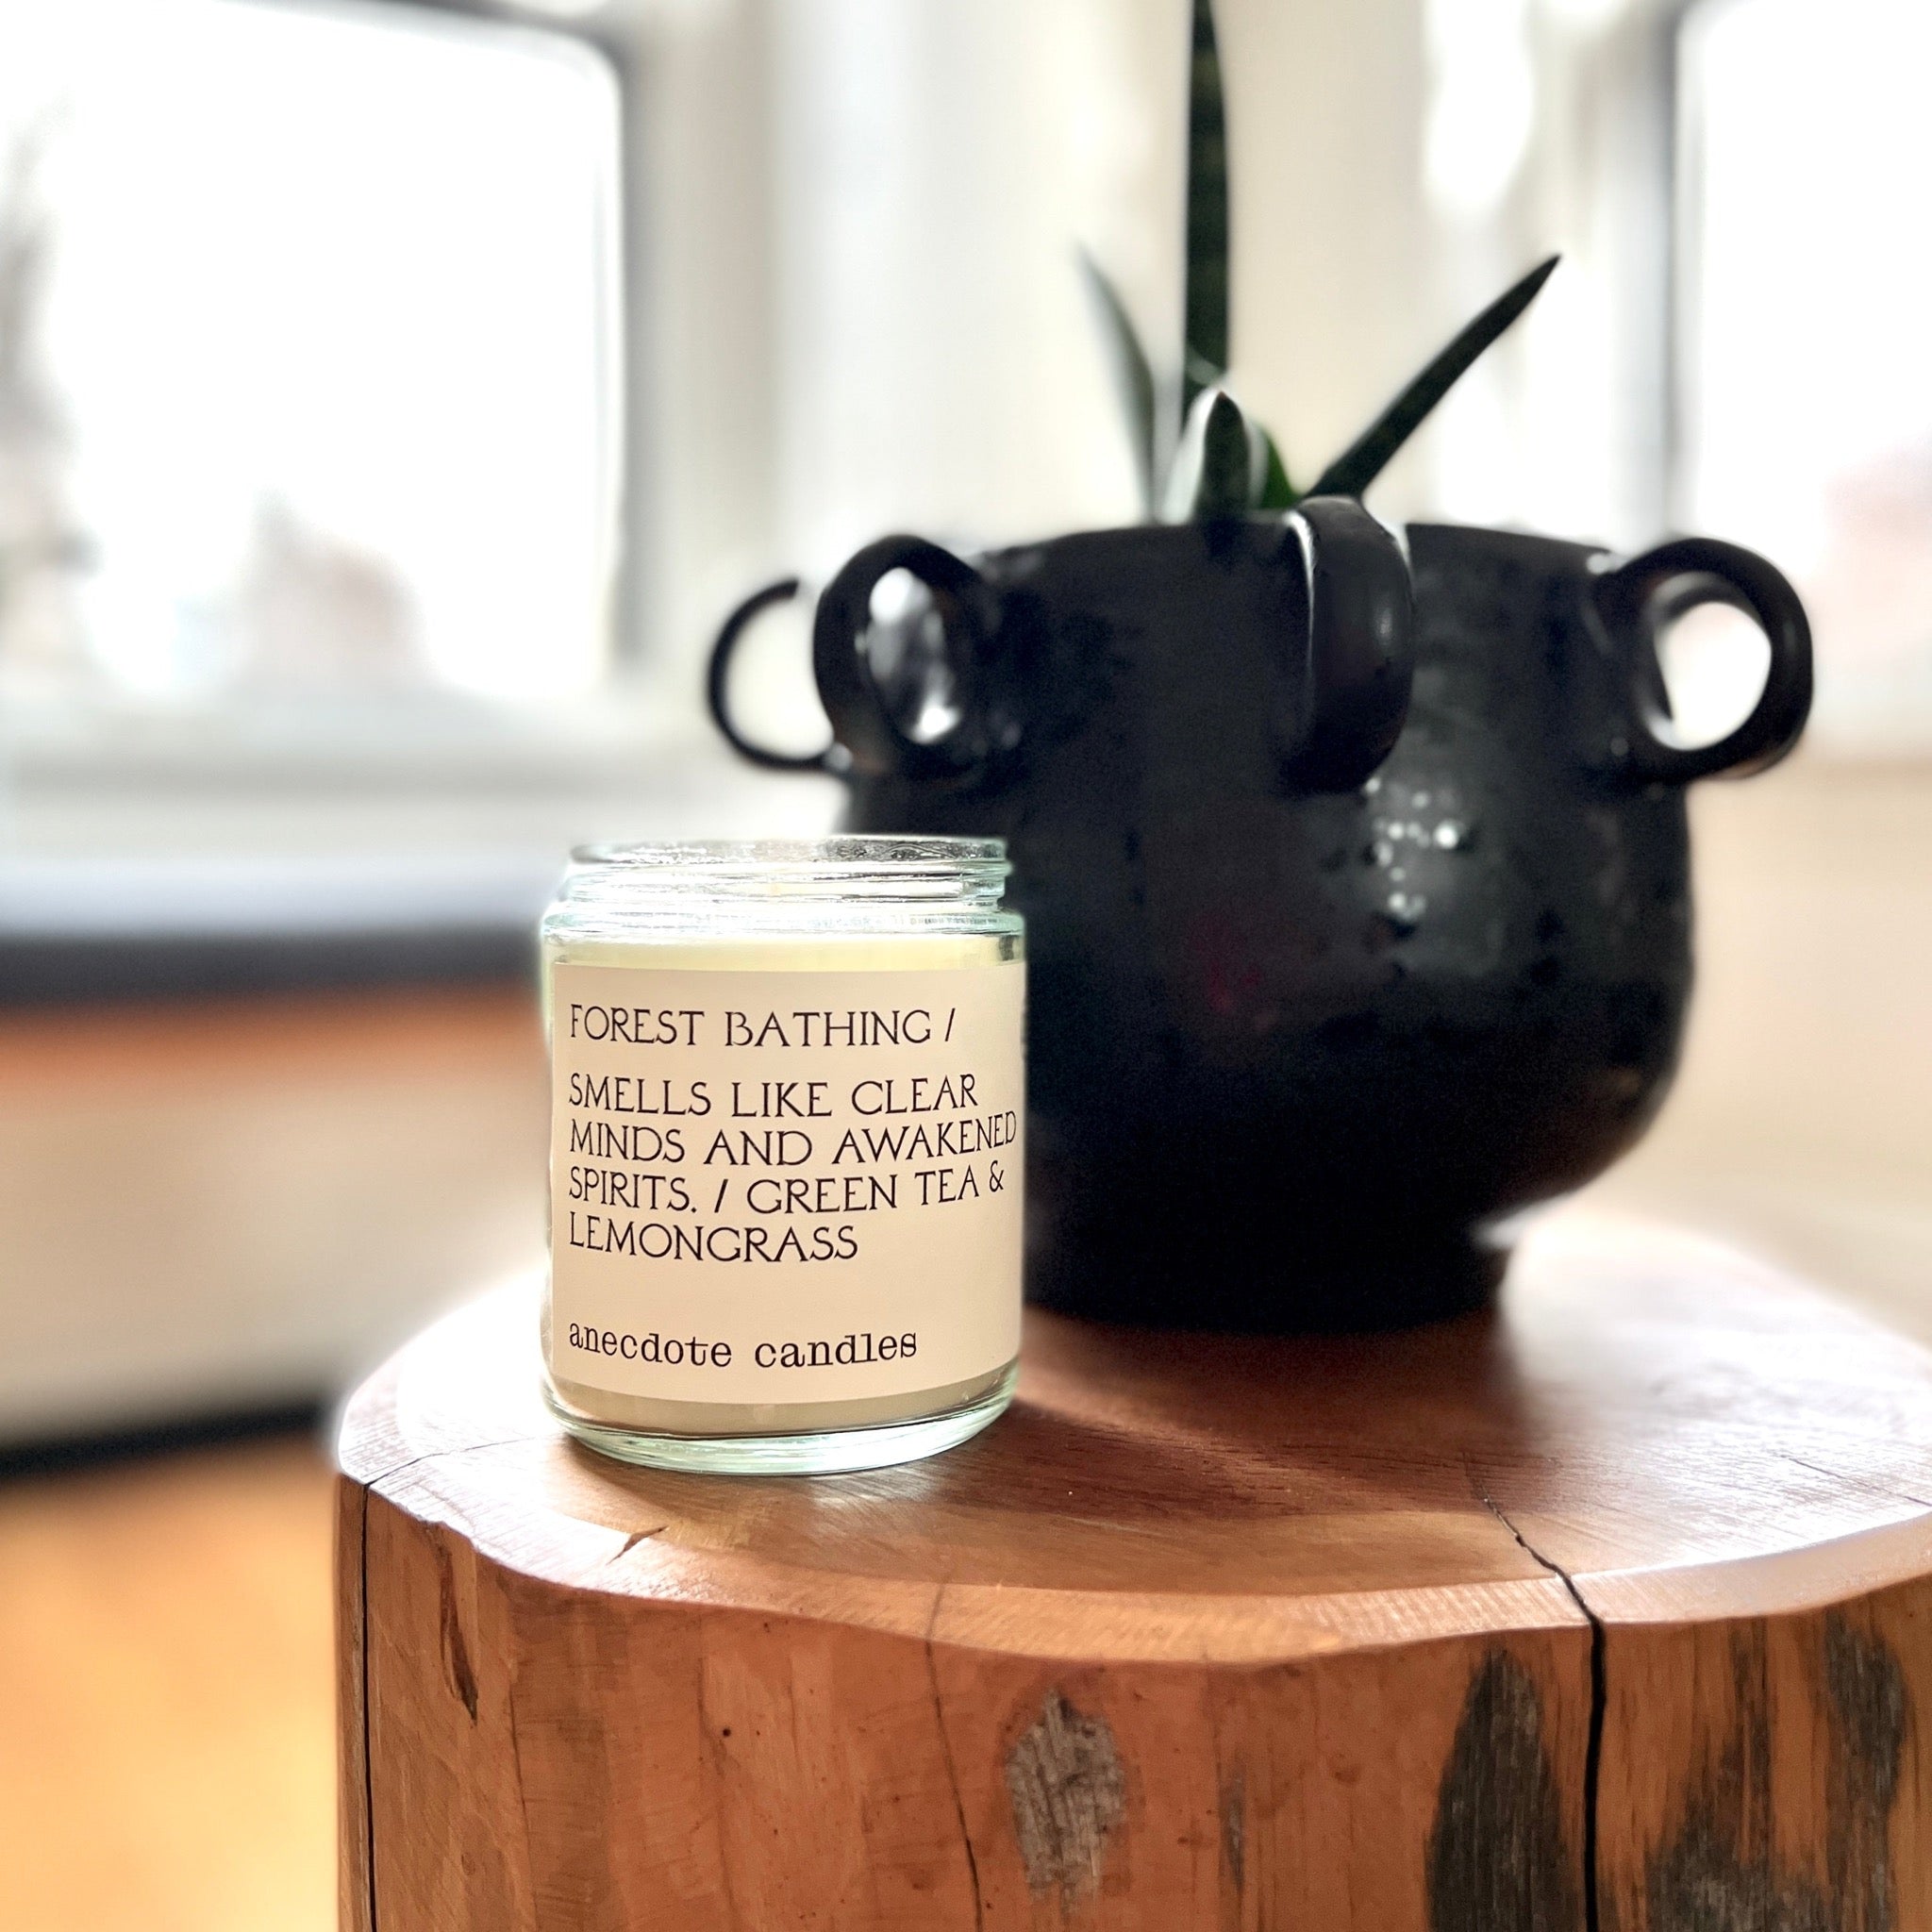 FOREST BATHING /
SMELLS LIKE CLEAR
MINDS AND AWAKENED
SPIRITS. / GREEN TEA &
LEMONGRASS
anecdote candles